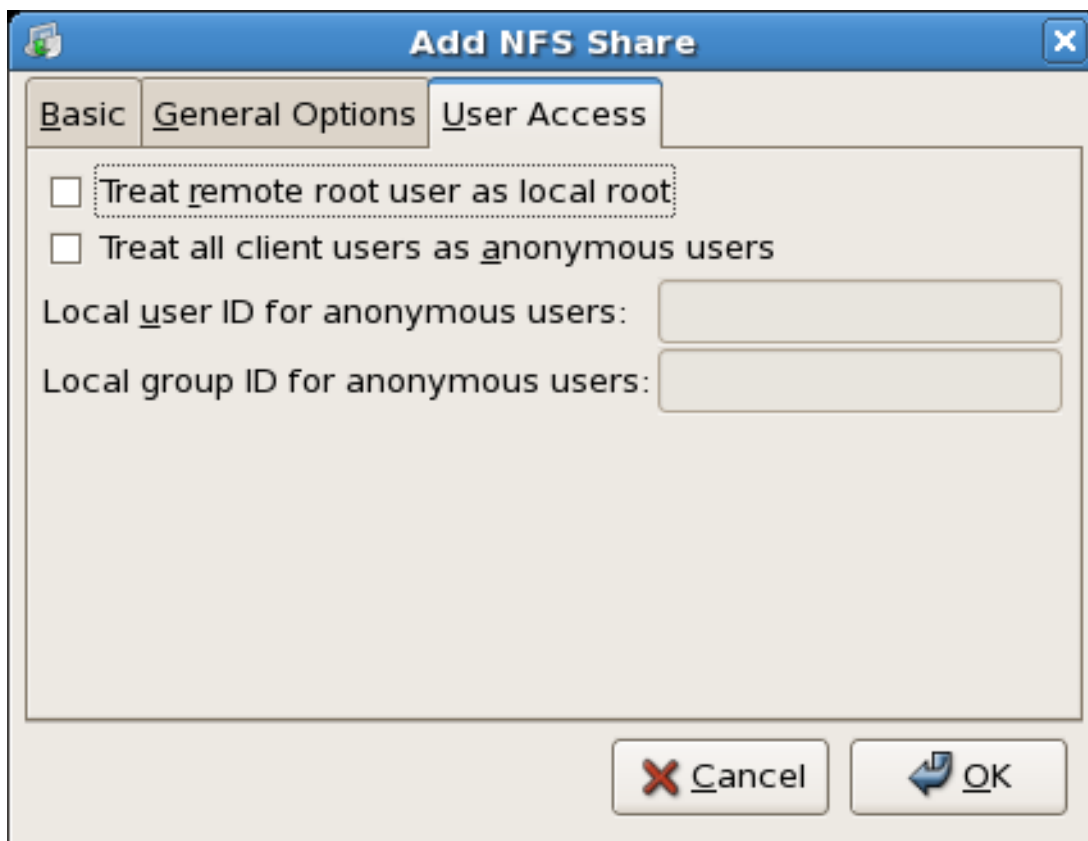 Add NFS Share
Basic General Options User Access
Treat remote root user as local root
Treat all client users as anonymous users
Local user ID for anonymous users:
Local group ID for anonymous users:
Cancel OK